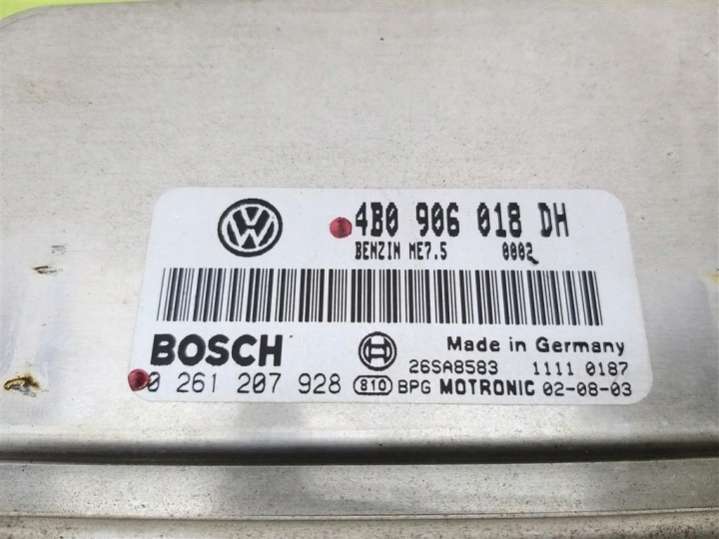 4B0 906 018 DH
BENZIN ME7.5 0002
BOSCH
Made in Germany
26SA8583 1111 0187
0 261 207 928 810 BPG MOTRONIC 02-08-03